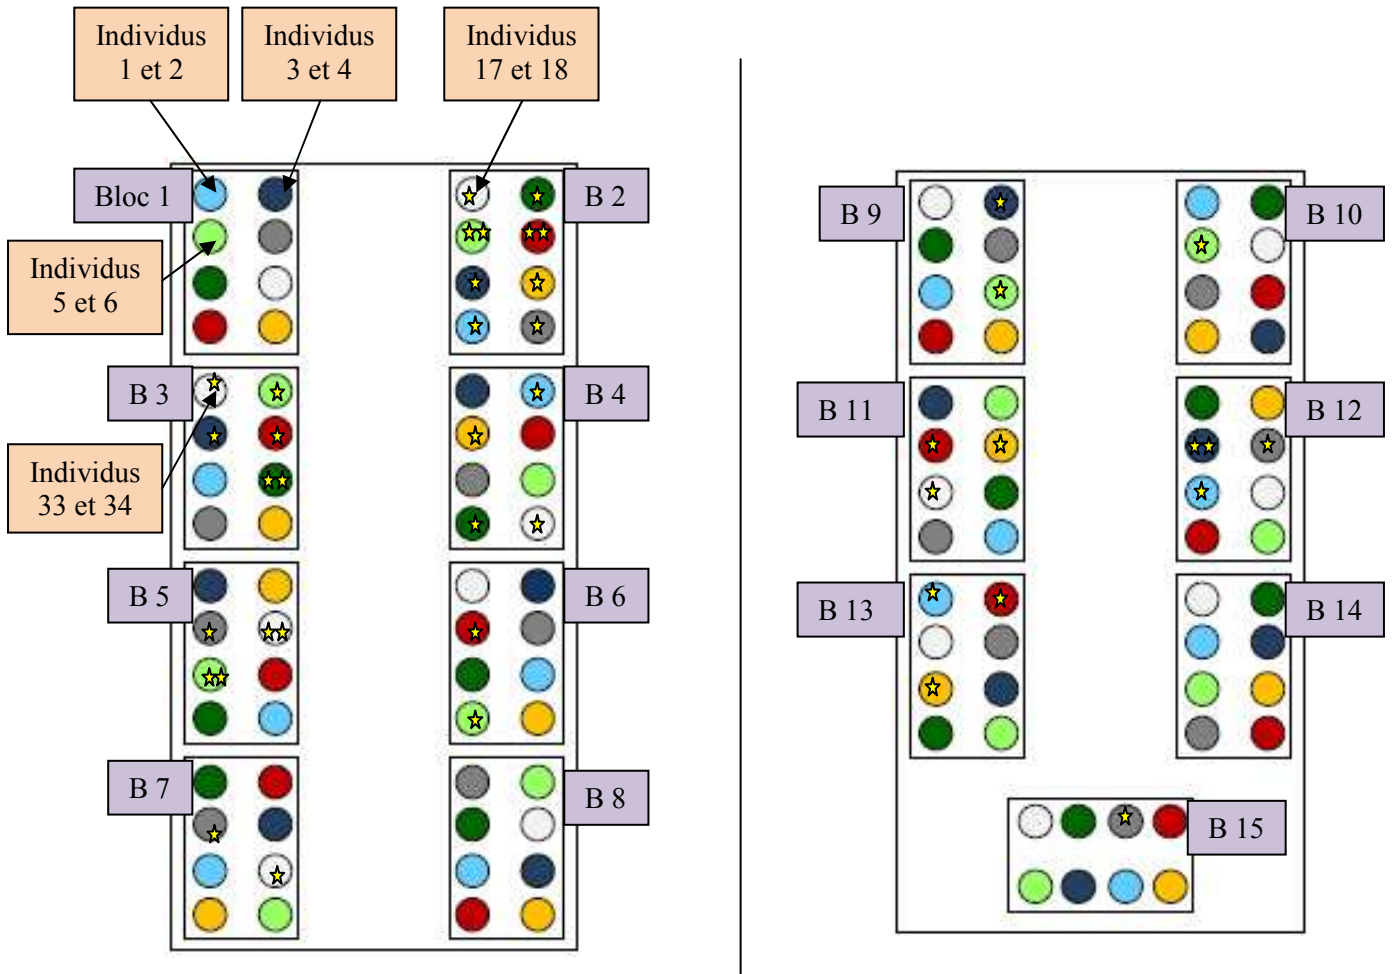 Individus
1 et 2
Individus
3 et 4
Individus
17 et 18
Bloc 1
B 2
B 9
B 10
Individus
5 et 6
B 3
B 4
B 11
B 12
Individus
33 et 34
B 5
B 6
B 13
B 14
B 7
B 8
B 15